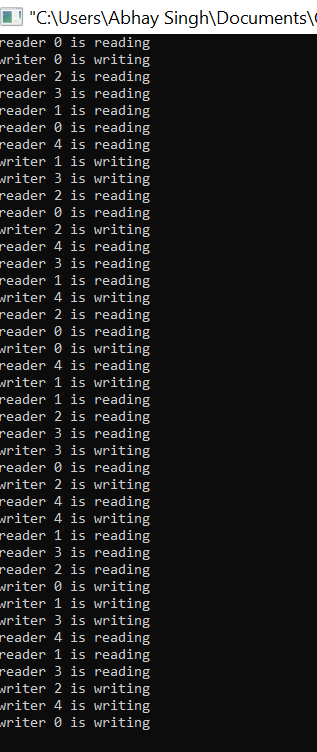 "C:\Users\Abhay Singh\Documents\
reader 0 is reading
writer 0 is writing
reader 2 is reading
reader 3 is reading
reader 1 is reading
reader 0 is reading
reader 4 is reading
writer 1 is writing
writer 3 is writing
reader 2 is reading
reader 0 is reading
writer 2 is writing
reader 4 is reading
reader 3 is reading
reader 1 is reading
writer 4 is writing
reader 2 is reading
reader 0 is reading
writer 0 is writing
reader 4 is reading
writer 1 is writing
reader 1 is reading
reader 2 is reading
reader 3 is reading
writer 3 is writing
reader 0 is reading
writer 2 is writing
reader 4 is reading
writer 4 is writing
reader 1 is reading
reader 3 is reading
reader 2 is reading
writer 0 is writing
writer 1 is writing
writer 3 is writing
reader 4 is reading
reader 1 is reading
reader 3 is reading
writer 2 is writing
writer 4 is writing
writer 0 is writing